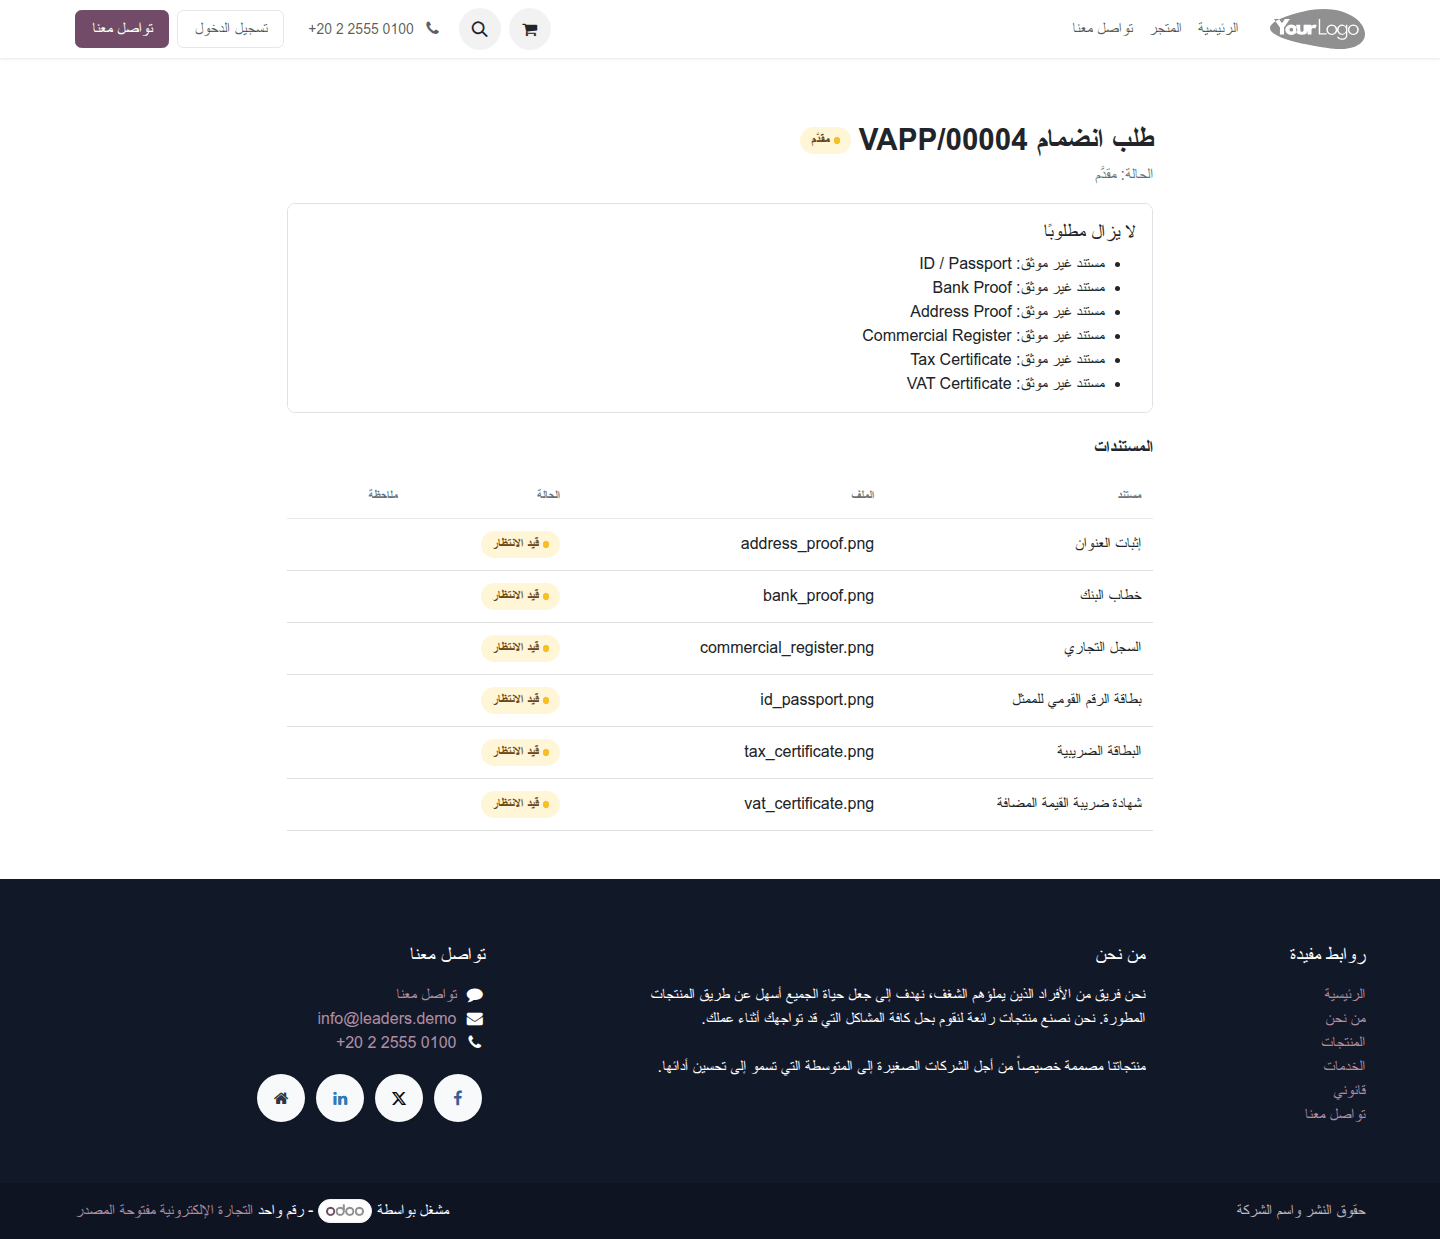 YourLogo
الرئيسية
المتجر
تواصل معنا
+20 2 2555 0100
تسجيل الدخول
تواصل معنا
طلب انضمام VAPP/00004
مقدّم
الحالة: مقدَّم
لا يزال مطلوبًا
مستند غير موثق: ID / Passport
مستند غير موثق: Bank Proof
مستند غير موثق: Address Proof
مستند غير موثق: Commercial Register
مستند غير موثق: Tax Certificate
مستند غير موثق: VAT Certificate
المستندات
مستند الملف الحالة ملاحظة
إثبات العنوان address_proof.png قيد الانتظار
خطاب البنك bank_proof.png قيد الانتظار
السجل التجاري commercial_register.png قيد الانتظار
بطاقة الرقم القومي للممثل id_passport.png قيد الانتظار
البطاقة الضريبية tax_certificate.png قيد الانتظار
شهادة ضريبة القيمة المضافة vat_certificate.png قيد الانتظار
روابط مفيدة
الرئيسية
من نحن
المنتجات
الخدمات
قانوني
تواصل معنا
من نحن
نحن فريق من الأفراد الذين يملؤهم الشغف، نهدف إلى جعل حياة الجميع أسهل عن طريق المنتجات
المطورة. نحن نصنع منتجات رائعة لنقوم بحل كافة المشاكل التي قد تواجهك أثناء عملك.
منتجاتنا مصممة خصيصاً من أجل الشركات الصغيرة إلى المتوسطة التي تسمو إلى تحسين أدائها.
تواصل معنا
تواصل معنا
info@leaders.demo
+20 2 2555 0100
حقوق النشر واسم الشركة
مشغل بواسطة odoo - رقم واحد التجارة الإلكترونية مفتوحة المصدر